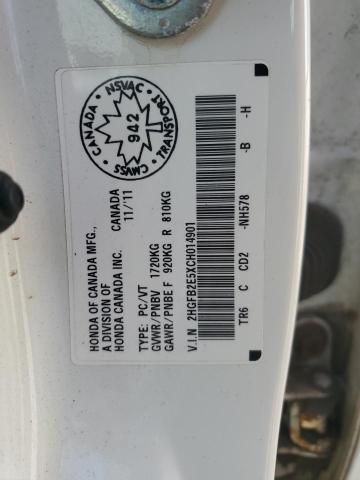 HONDA OF CANADA MFG.,
A DIVISION OF
HONDA CANADA INC.
CANADA
11/'11
TYPE: PC/VT
GVWR/PNBV 1720KG
GAWR/PNBE F 920KG R 810KG
V.I.N 2HGFB2E5XCH014901
TR6 C CD2 -NH578 -B -H
NSVAC
CANADA
942
CMVSS
TRANSPORT